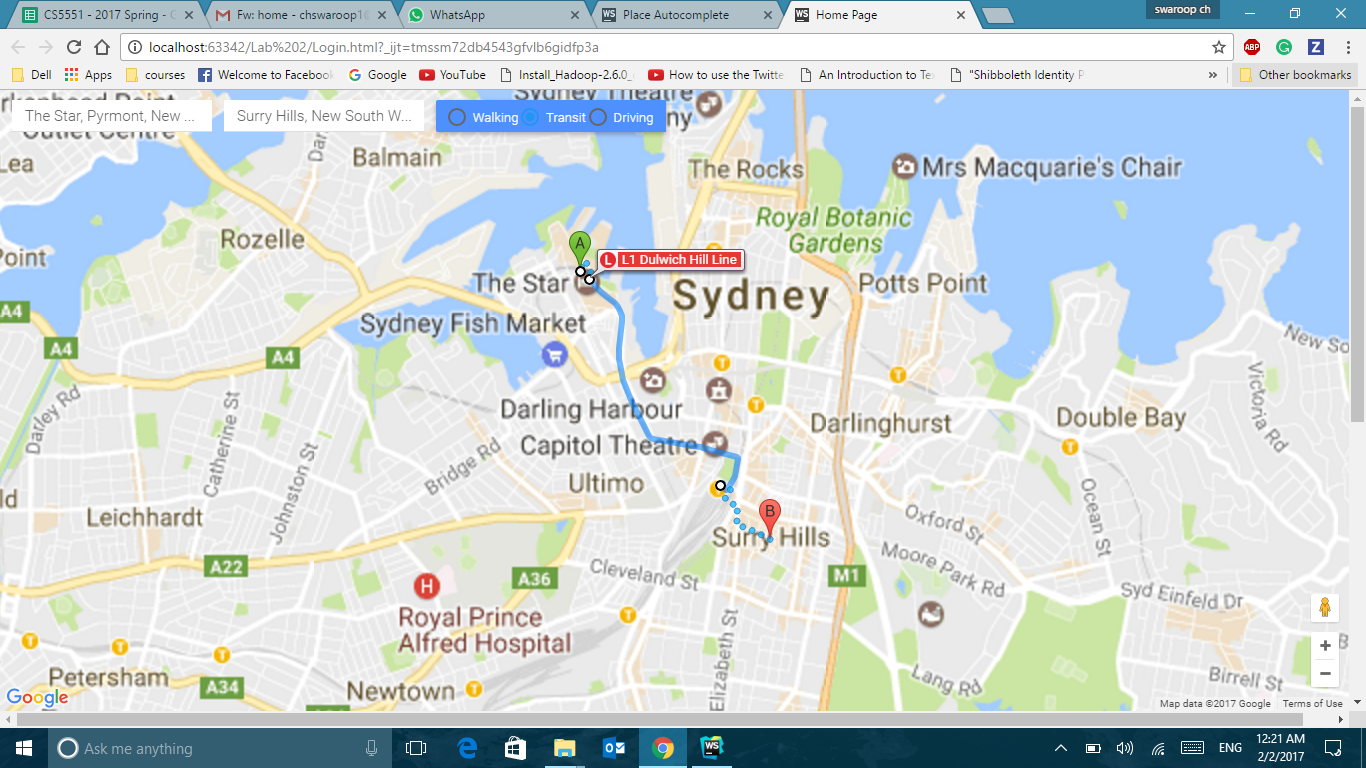 CS5551 - 2017 Spring - G
Fw: home - chswaroop1
WhatsApp
Place Autocomplete
Home Page
swaroop ch
localhost:63342/Lab%202/Login.html?_ijt=tmssm72db4543gfvlb6gidfp3a
Dell
Apps
courses
Welcome to Facebook
Google
YouTube
Install_Hadoop-2.6.0_
How to use the Twitte
An Introduction to Te
"Shibboleth Identity P
»
Other bookmarks
The Star, Pyrmont, New ...
Surry Hills, New South W...
Walking
Transit
Driving
Sydney Theatre
ny
Outlet Centre
Lea
Balmain
The Rocks
Mrs Macquarie's Chair
Royal Botanic
Gardens
Rozelle
Point
A
L L1 Dulwich Hill Line
The Star
Sydney
Potts Point
A4
Sydney Fish Market
A4
A4
New So
Darley Rd
Catherine St
Johnston St
Bridge Rd
Victoria Rd
Darling Harbour
Capitol Theatre
Darlinghurst
Double Bay
Ultimo
Leichhardt
B
Surry Hills
Oxford St
Ocean St
Moore Park Rd
A22
A36
Cleveland St
M1
H
Royal Prince
Alfred Hospital
Syd Einfeld Dr
Elizabeth St
Petersham
A34
Newtown
Lang Rd
Birrell St
Google
Map data ©2017 Google
Terms of Use
Ask me anything
ENG
12:21 AM
2/2/2017